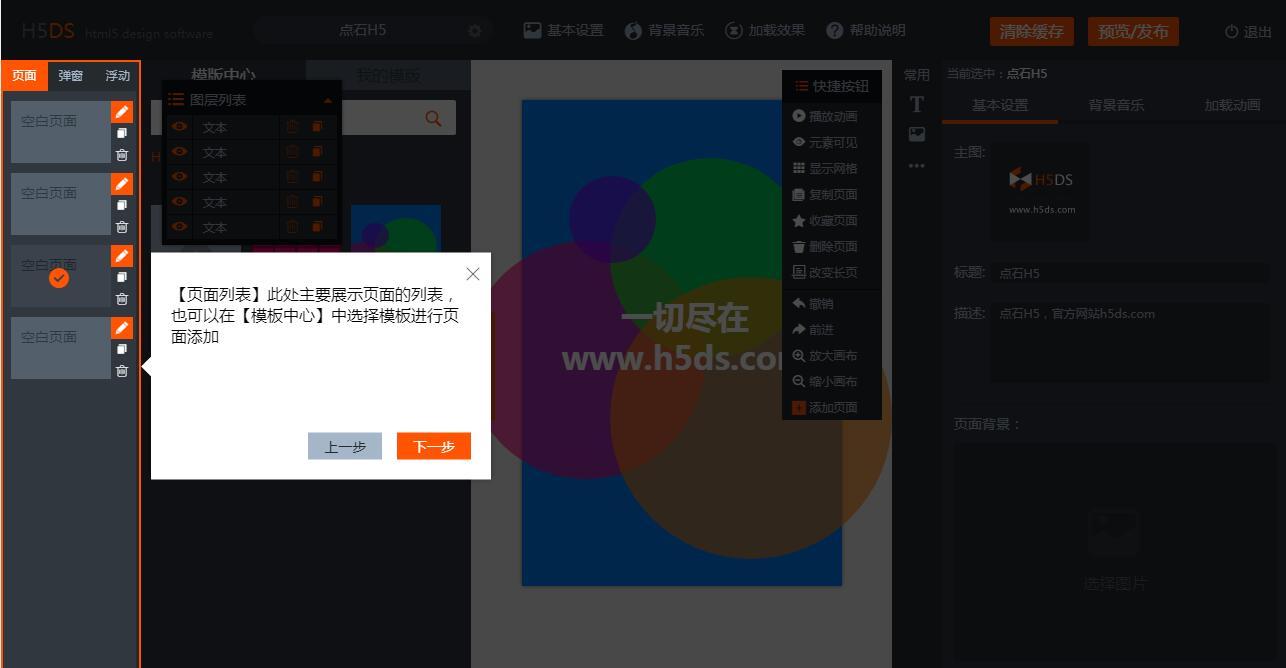 H5DS html5 design software
点石H5
基本设置
背景音乐
加载效果
帮助说明
清除缓存
预览/发布
退出
页面
弹窗
浮动
空白页面
空白页面
空白页面
空白页面
模版中心
我的模版
H
图层列表
文本
文本
文本
文本
文本
【页面列表】此处主要展示页面的列表，
也可以在【模板中心】中选择模板进行页
面添加
上一步
下一步
一切尽在
www.h5ds.co
快捷按钮
播放动画
元素可见
显示网格
复制页面
收藏页面
删除页面
改变长页
撤销
前进
放大画布
缩小画布
添加页面
常用
T
当前选中：点石H5
基本设置
背景音乐
加载动画
主图:
H5DS
www.h5ds.com
标题:
点石H5
描述:
点石H5，官方网站h5ds.com
页面背景：
选择图片